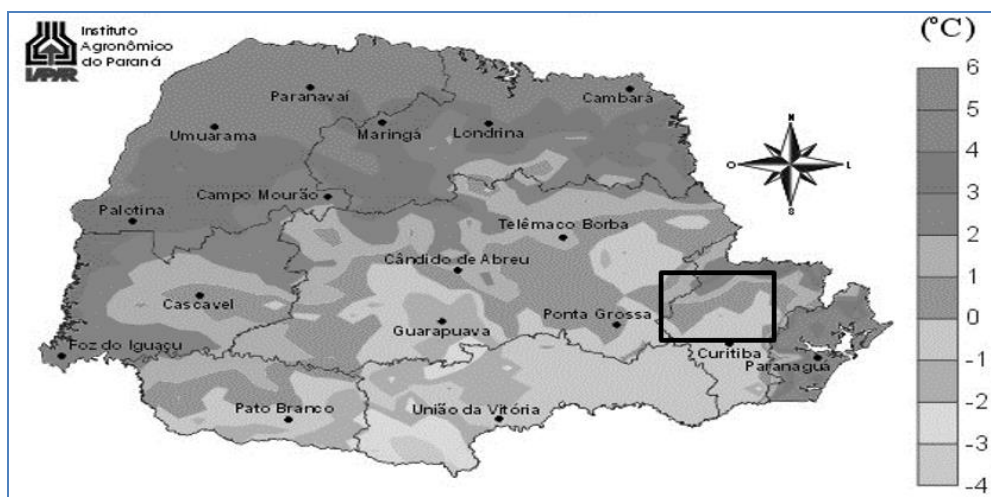 Instituto
Agronômico
do Paraná
IAPAR
(°C)
6
5
4
3
2
1
0
-1
-2
-3
-4
N
O
L
S
Paranavaí
Cambará
Umuarama
Maringá
Londrina
Campo Mourão
Palotina
Telêmaco Borba
Cândido de Abreu
Cascavel
Ponta Grossa
Guarapuava
Foz do Iguaçu
Curitiba
Paranaguá
Pato Branco
União da Vitória